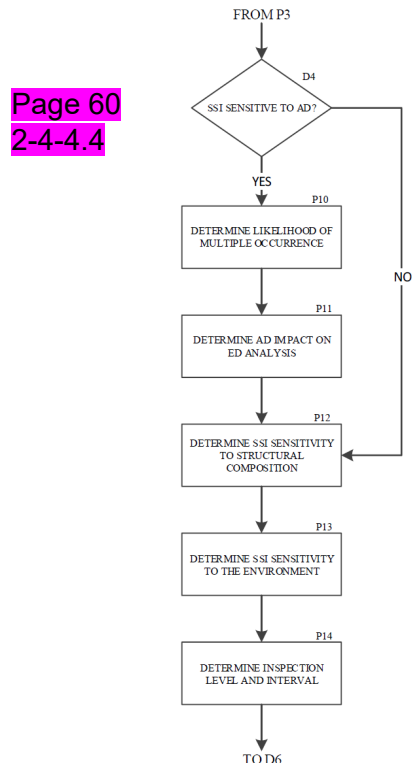 FROM P3
D4
SSI SENSITIVE TO AD?
Page 60
2-4-4.4
YES
P10
DETERMINE LIKELIHOOD OF
MULTIPLE OCCURRENCE
NO
P11
DETERMINE AD IMPACT ON
ED ANALYSIS
P12
DETERMINE SSI SENSITIVITY
TO STRUCTURAL
COMPOSITION
P13
DETERMINE SSI SENSITIVITY
TO THE ENVIRONMENT
P14
DETERMINE INSPECTION
LEVEL AND INTERVAL
TO D6